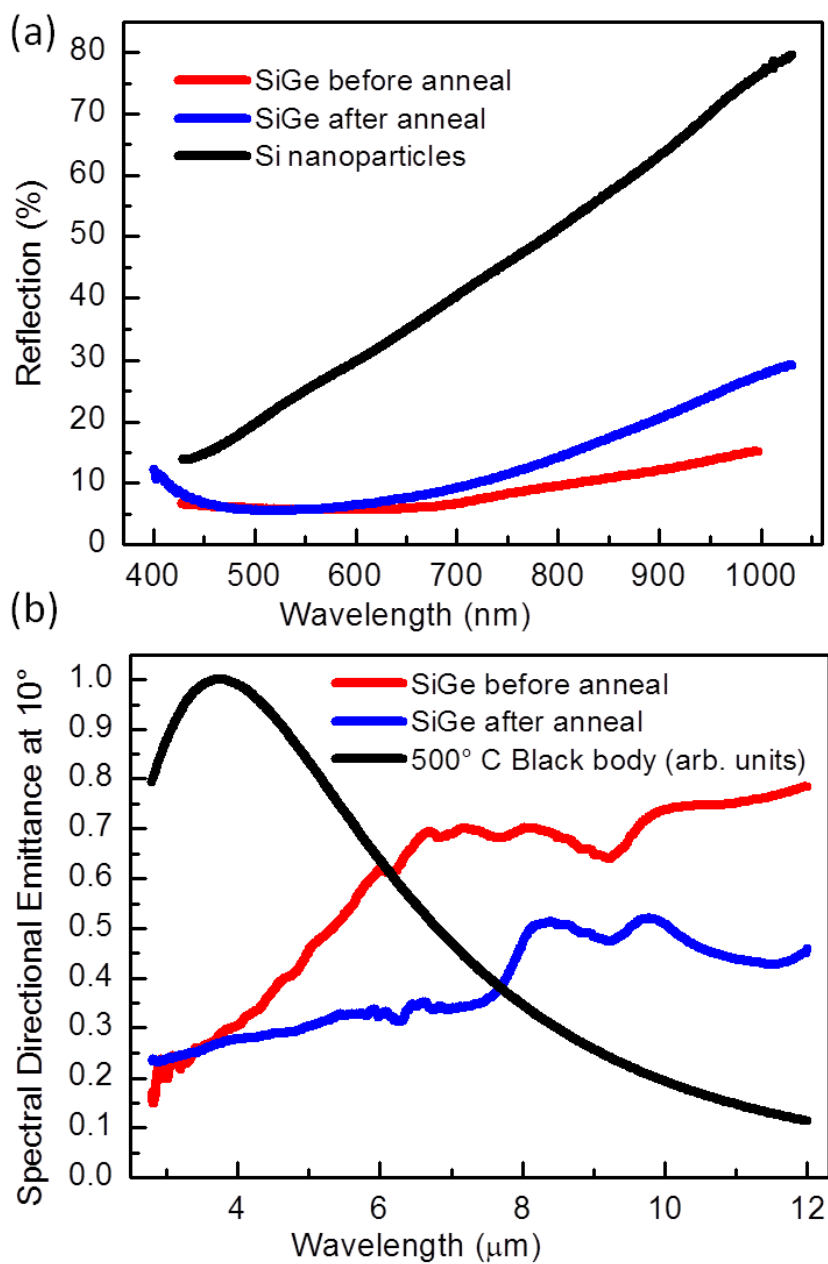 (a)
80
70
60
50
40
30
20
10
0
Reflection (%)
SiGe before anneal
SiGe after anneal
Si nanoparticles
400 500 600 700 800 900 1000
Wavelength (nm)
(b)
1.0
0.9
0.8
0.7
0.6
0.5
0.4
0.3
0.2
0.1
0.0
Spectral Directional Emittance at 10°
SiGe before anneal
SiGe after anneal
500° C Black body (arb. units)
4 6 8 10 12
Wavelength (μm)